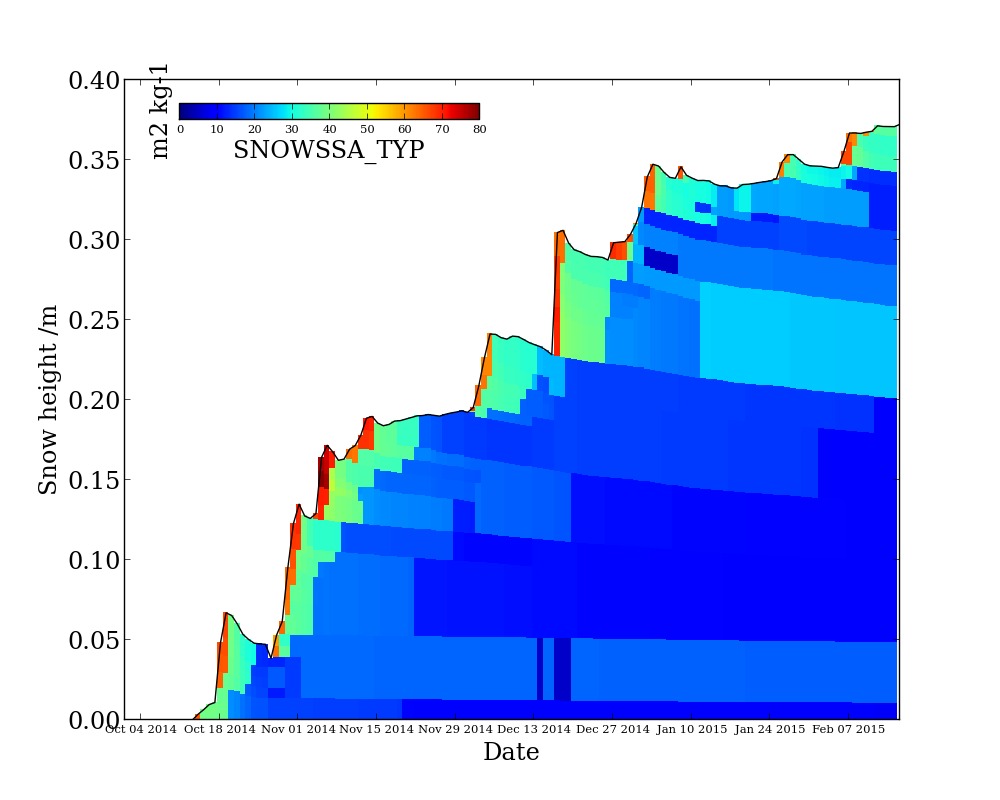 0.40
0.35
0.30
0.25
0.20
0.15
0.10
0.05
0.00
Snow height /m
m2 kg-1
0 10 20 30 40 50 60 70 80
SNOWSSA_TYP
Oct 04 2014 Oct 18 2014 Nov 01 2014 Nov 15 2014 Nov 29 2014 Dec 13 2014 Dec 27 2014 Jan 10 2015 Jan 24 2015 Feb 07 2015
Date